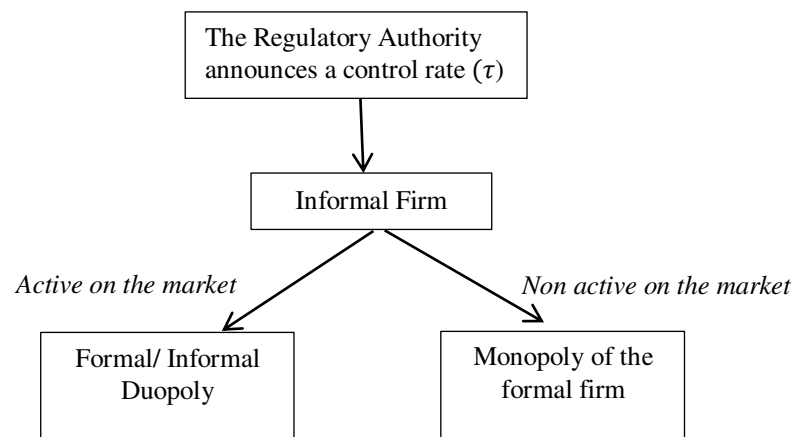 The Regulatory Authority
announces a control rate (τ)
Informal Firm
Active on the market
Non active on the market
Formal/ Informal
Duopoly
Monopoly of the
formal firm